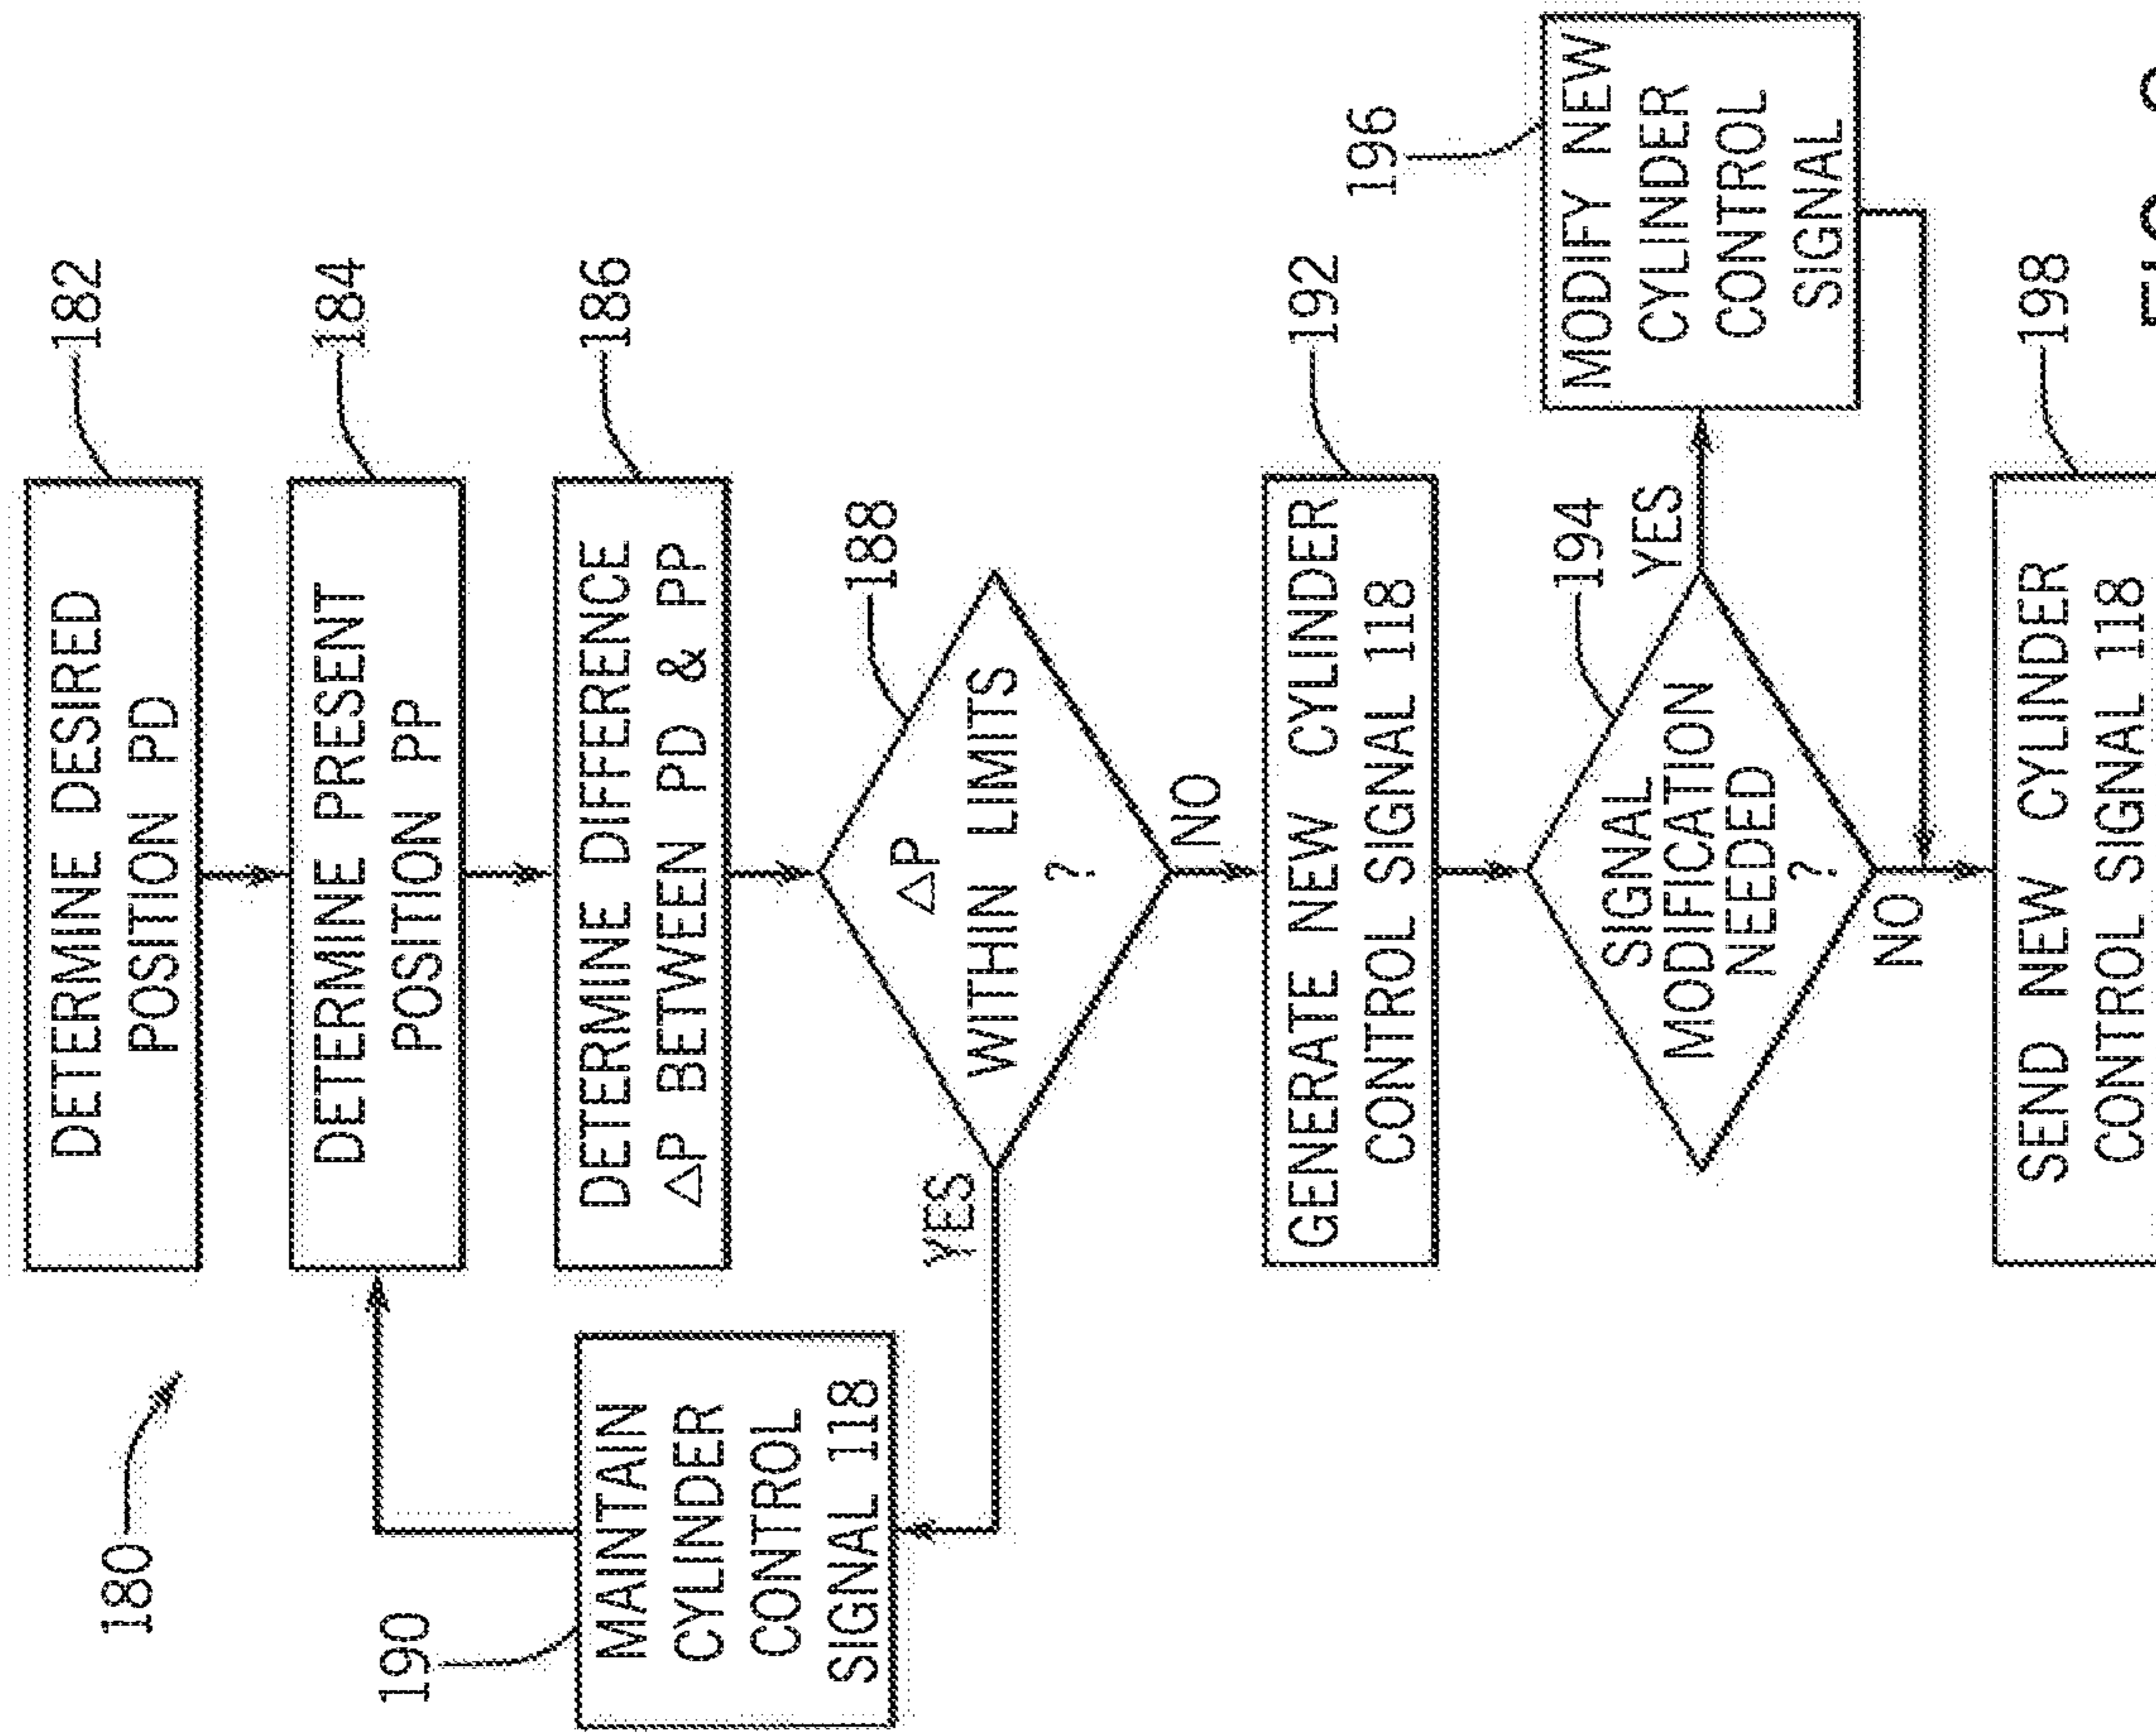 180
DETERMINE DESIRED
POSITION PD
182
DETERMINE PRESENT
POSITION PP
184
DETERMINE DIFFERENCE
△P BETWEEN PD & PP
186
△P
WITHIN LIMITS
?
188
YES
NO
190
MAINTAIN
CYLINDER
CONTROL
SIGNAL 118
GENERATE NEW CYLINDER
CONTROL SIGNAL 118
192
SIGNAL
MODIFICATION
NEEDED
?
194
YES
NO
196
MODIFY NEW
CYLINDER
CONTROL
SIGNAL
SEND NEW CYLINDER
CONTROL SIGNAL 118
198